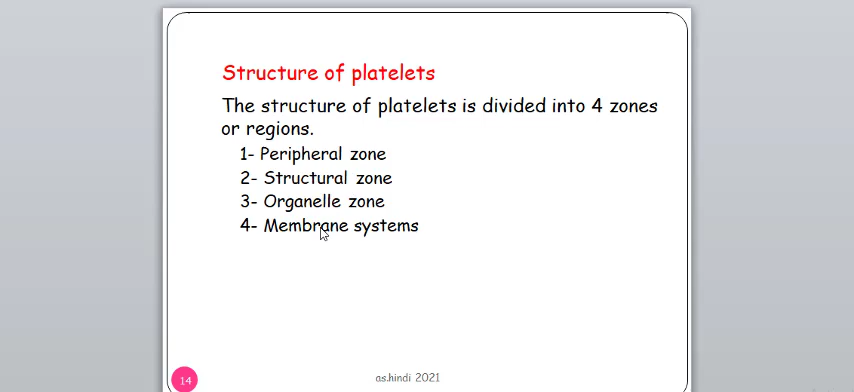 Structure of platelets
The structure of platelets is divided into 4 zones
or regions.
1- Peripheral zone
2- Structural zone
3- Organelle zone
4- Membrane systems
14
as.hindi 2021